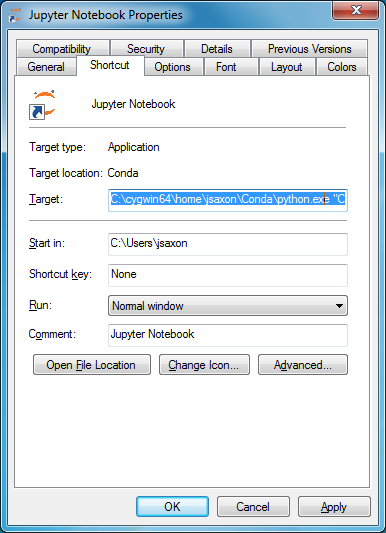 Jupyter Notebook Properties
Compatibility Security Details Previous Versions
General Shortcut Options Font Layout Colors
Jupyter Notebook
Target type: Application
Target location: Conda
Target: C:\cygwin64\home\jsaxon\Conda\python.exe "C
Start in: C:\Users\jsaxon
Shortcut key: None
Run: Normal window
Comment: Jupyter Notebook
Open File Location Change Icon... Advanced...
OK Cancel Apply